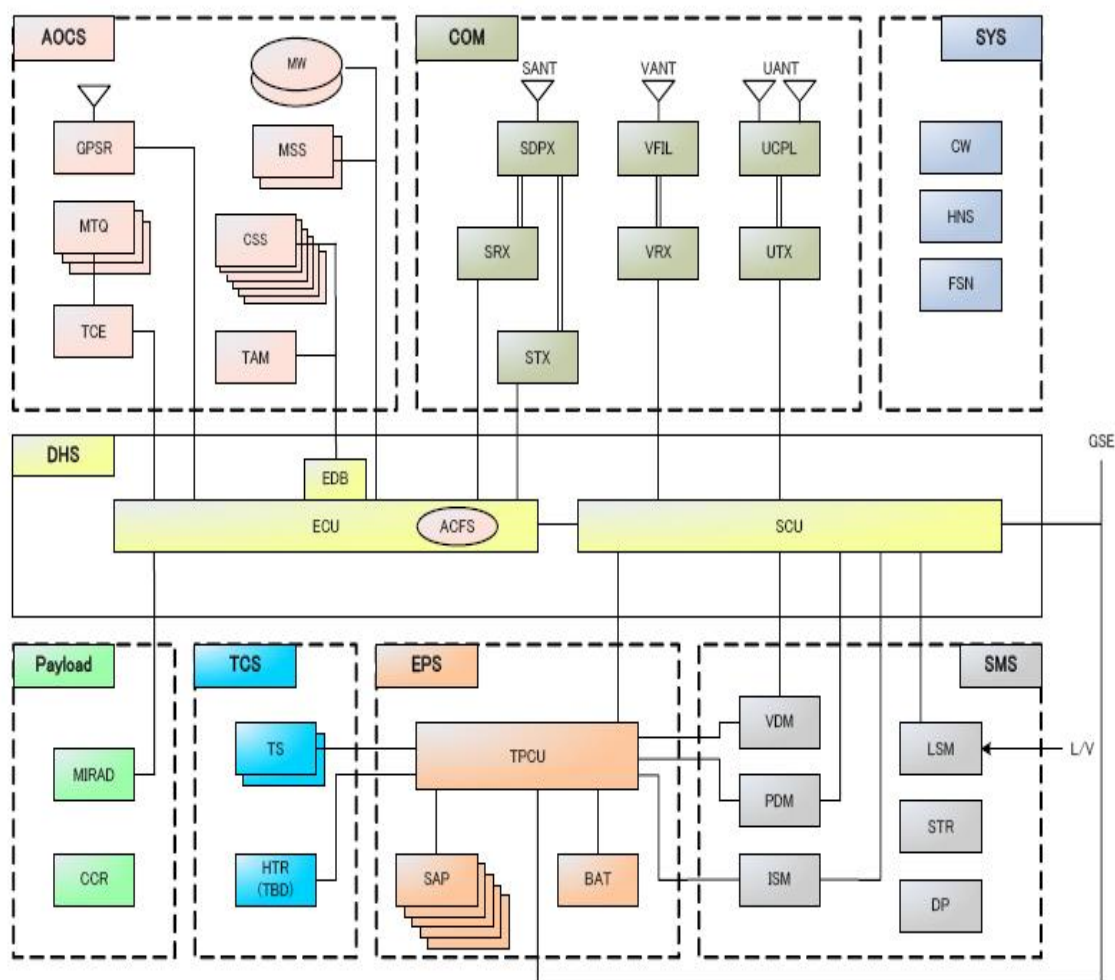 AOCS
COM
SYS
MW
SANT
VANT
UANT
GPSR
MSS
SDPX
VFIL
UCPL
CW
MTQ
CSS
SRX
VRX
UTX
HNS
FSN
TCE
TAM
STX
DHS
GSE
EDB
ECU
ACFS
SCU
Payload
TCS
EPS
SMS
TS
TPCU
VDM
LSM
L/V
MIRAD
PDM
STR
CCR
HTR
(TBD)
SAP
BAT
ISM
DP